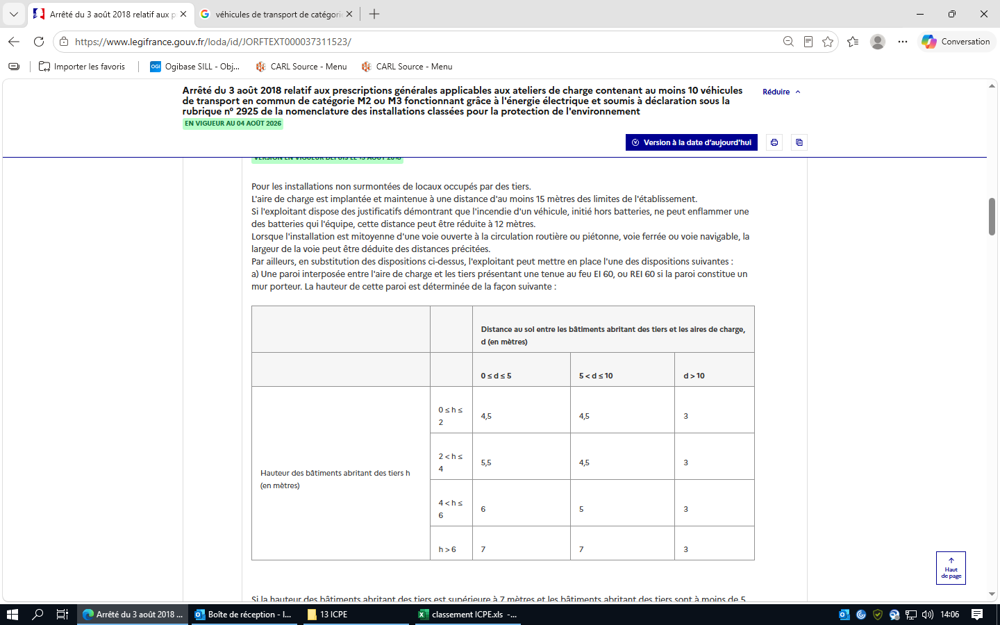 Arrêté du 3 août 2018 relatif aux p
véhicules de transport de catégorie
https://www.legifrance.gouv.fr/loda/id/JORFTEXT000037311523/
Conversation
Importer les favoris
OGI
Ogibase SILL - Obj...
CARL Source - Menu
CARL Source - Menu
Arrêté du 3 août 2018 relatif aux prescriptions générales applicables aux ateliers de charge contenant au moins 10 véhicules
de transport en commun de catégorie M2 ou M3 fonctionnant grâce à l'énergie électrique et soumis à déclaration sous la
rubrique n° 2925 de la nomenclature des installations classées pour la protection de l'environnement
Réduire
EN VIGUEUR AU 04 AOÛT 2026
Version à la date d'aujourd'hui
VERSION EN VIGUEUR DEPUIS LE 13 AOÛT 2018
Pour les installations non surmontées de locaux occupés par des tiers.
L'aire de charge est implantée et maintenue à une distance d'au moins 15 mètres des limites de l'établissement.
Si l'exploitant dispose des justificatifs démontrant que l'incendie d'un véhicule, initié hors batteries, ne peut enflammer une
des batteries qui l'équipe, cette distance peut être réduite à 12 mètres.
Lorsque l'installation est mitoyenne d'une voie ouverte à la circulation routière ou piétonne, voie ferrée ou voie navigable, la
largeur de la voie peut être déduite des distances précitées.
Par ailleurs, en substitution des dispositions ci-dessus, l'exploitant peut mettre en place l'une des dispositions suivantes :
a) Une paroi interposée entre l'aire de charge et les tiers présentant une tenue au feu EI 60, ou REI 60 si la paroi constitue un
mur porteur. La hauteur de cette paroi est déterminée de la façon suivante :
Distance au sol entre les bâtiments abritant des tiers et les aires de charge,
d (en mètres)
0 ≤ d ≤ 5
5 < d ≤ 10
d > 10
Hauteur des bâtiments abritant des tiers h
(en mètres)
0 ≤ h ≤
2
4,5
4,5
3
2 < h ≤
4
5,5
4,5
3
4 < h ≤
6
6
5
3
h > 6
7
7
3
Si la hauteur des bâtiments abritant des tiers est supérieure à 7 mètres et les bâtiments abritant des tiers sont à moins de 5
Haut
de page
Arrêté du 3 août 2018 ...
Boîte de réception - I...
13 ICPE
classement ICPE.xls -...
14:06